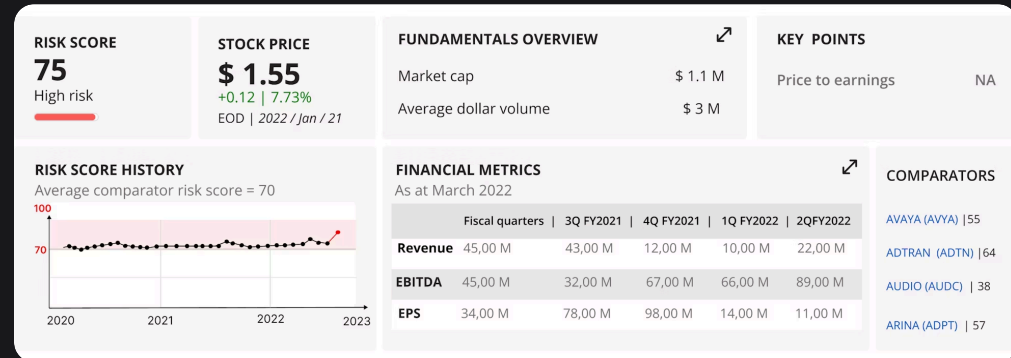 RISK SCORE
75
High risk
STOCK PRICE
$ 1.55
+0.12 | 7.73%
EOD | 2022 / Jan / 21
FUNDAMENTALS OVERVIEW
Market cap $ 1.1 M
Average dollar volume $ 3 M
KEY POINTS
Price to earnings NA
RISK SCORE HISTORY
Average comparator risk score = 70
100
70
2020 2021 2022 2023
FINANCIAL METRICS
As at March 2022
Fiscal quarters | 3Q FY2021 | 4Q FY2021 | 1Q FY2022 | 2QFY2022
Revenue 45,00 M 43,00 M 12,00 M 10,00 M 22,00 M
EBITDA 45,00 M 32,00 M 67,00 M 66,00 M 89,00 M
EPS 34,00 M 78,00 M 98,00 M 14,00 M 11,00 M
COMPARATORS
AVAYA (AVYA) |55
ADTRAN (ADTN) |64
AUDIO (AUDC) | 38
ARINA (ADPT) | 57